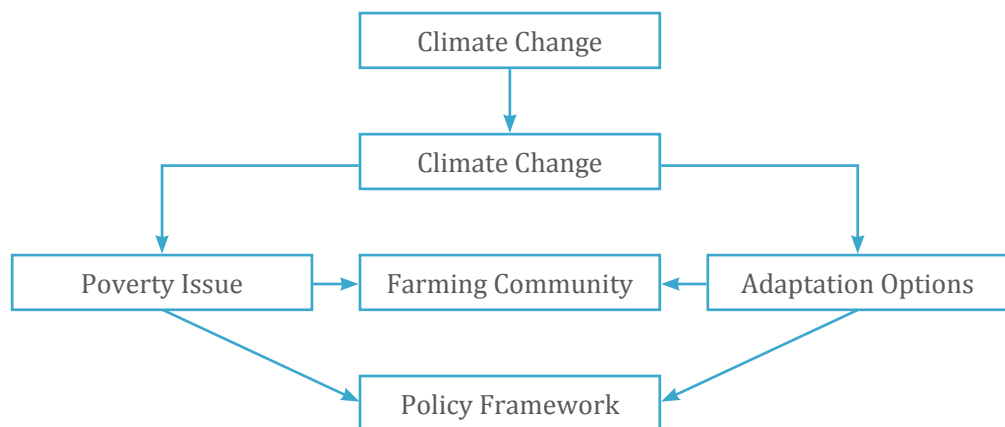 Climate Change
Climate Change
Poverty Issue
Farming Community
Adaptation Options
Policy Framework